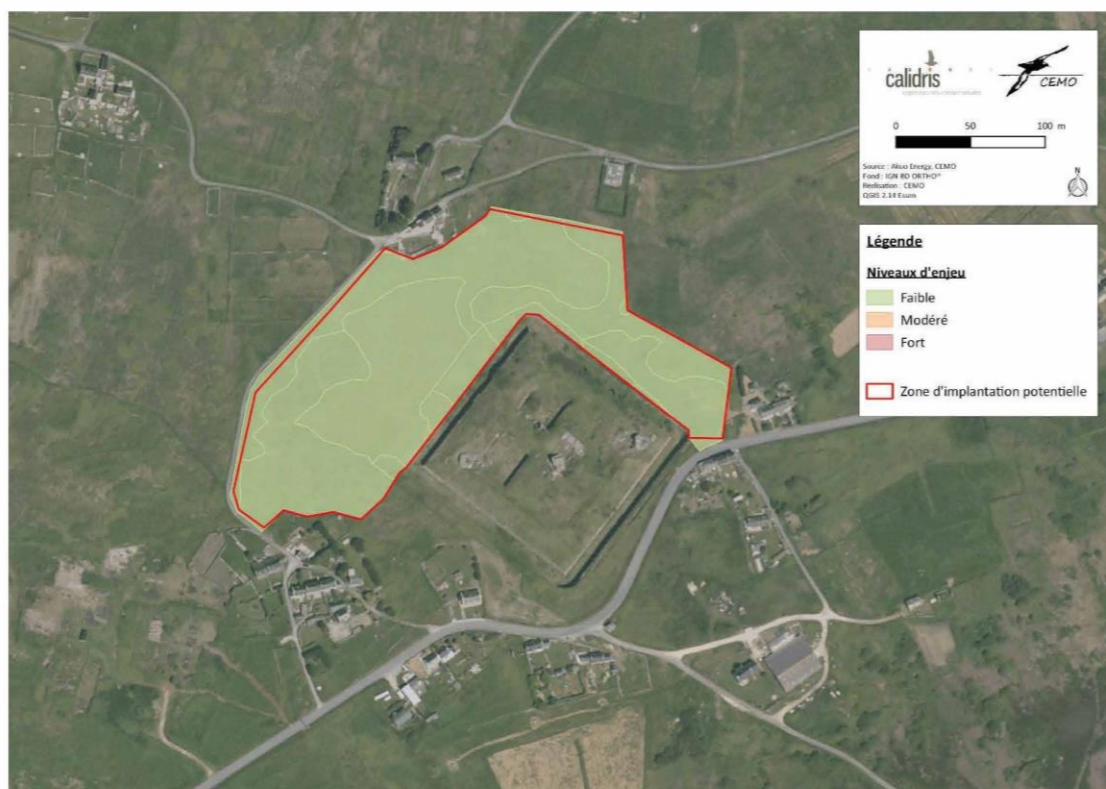 calidris
CEMO
0 50 100 m
Source : Akuo Energy, CEMO
Fond : IGN BD ORTHO®
Réalisation : CEMO
QGIS 2.14 Essen
N
Légende
Niveaux d'enjeu
Faible
Modéré
Fort
Zone d'implantation potentielle